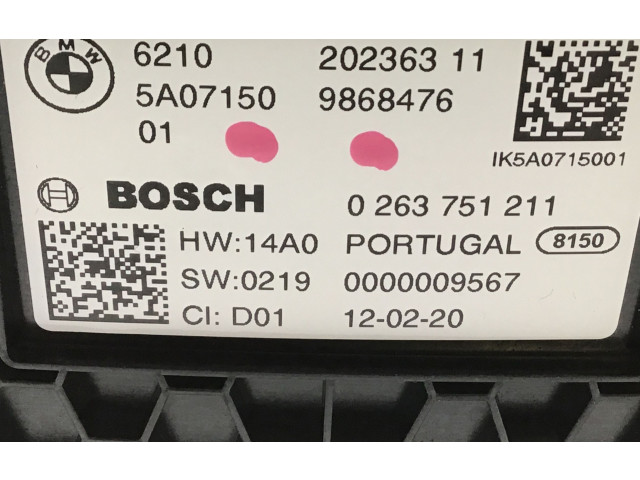 BMW
6210 202363 11
5A07150 9868476
01
IK5A0715001
BOSCH 0 263 751 211
HW:14A0 PORTUGAL 8150
SW:0219 0000009567
CI: D01 12-02-20